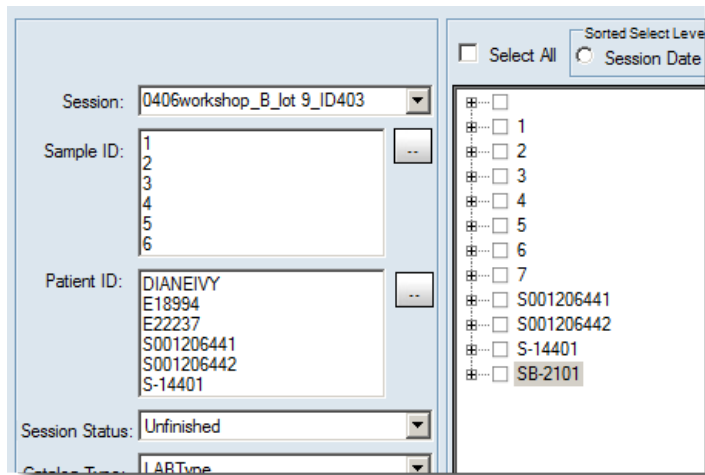 Session: 0406workshop_B_lot 9_ID403
Sample ID: 1
2
3
4
5
6
Patient ID: DIANEIVY
E18994
E22237
S001206441
S001206442
S-14401
Session Status: Unfinished
Catalog Type: LABType
Sorted Select Leve
Select All Session Date
1
2
3
4
5
6
7
S001206441
S001206442
S-14401
SB-2101